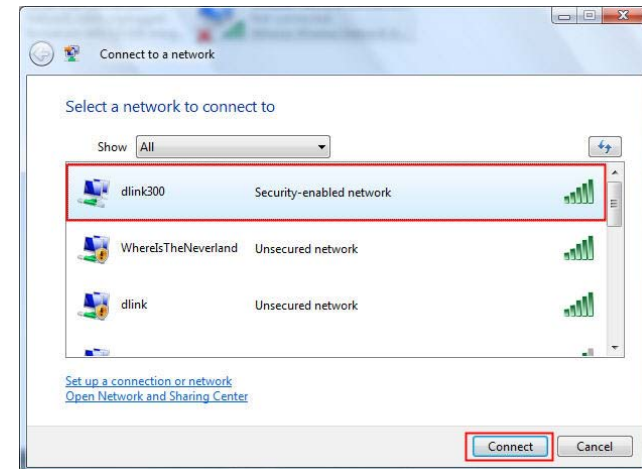 Connect to a network
Select a network to connect to
Show All
dlink300 Security-enabled network
WhereIsTheNeverland Unsecured network
dlink Unsecured network
Set up a connection or network
Open Network and Sharing Center
Connect Cancel